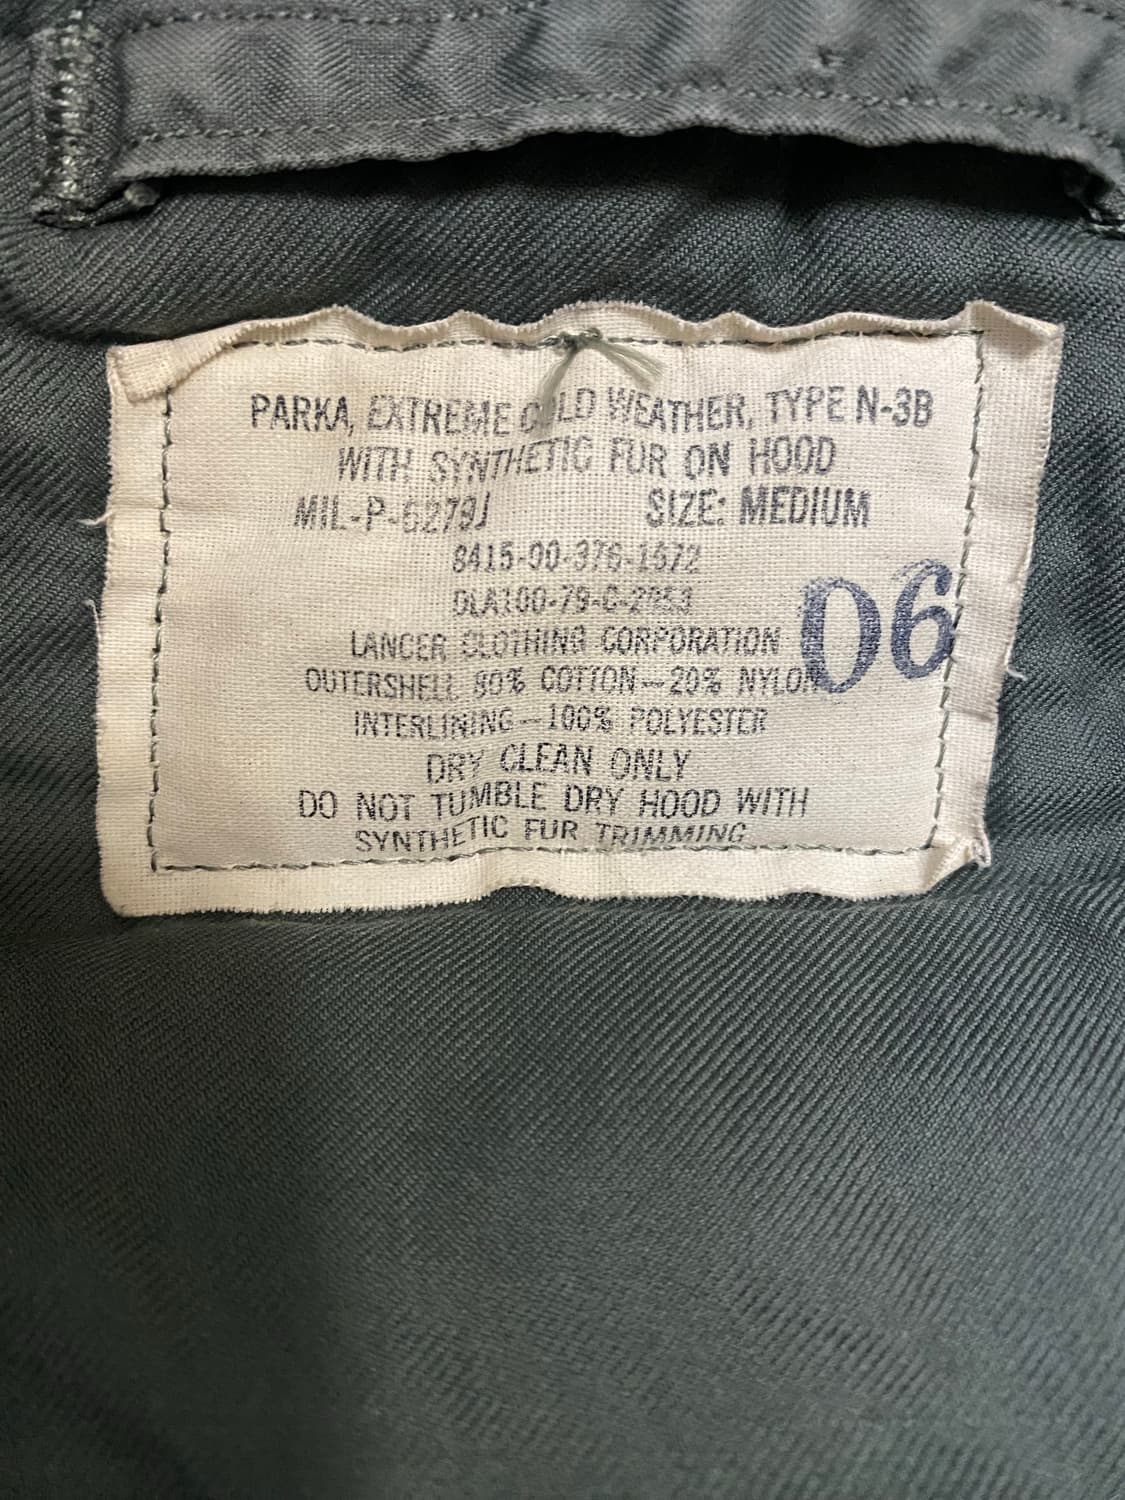 PARKA, EXTREME COLD WEATHER, TYPE N-3B
WITH SYNTHETIC FUR ON HOOD
MIL-P-6279J SIZE: MEDIUM
8415-00-376-1672
DLA100-79-C-2853
LANCER CLOTHING CORPORATION
OUTERSHELL 80% COTTON—20% NYLON
06
INTERLINING—100% POLYESTER
DRY CLEAN ONLY
DO NOT TUMBLE DRY HOOD WITH
SYNTHETIC FUR TRIMMING